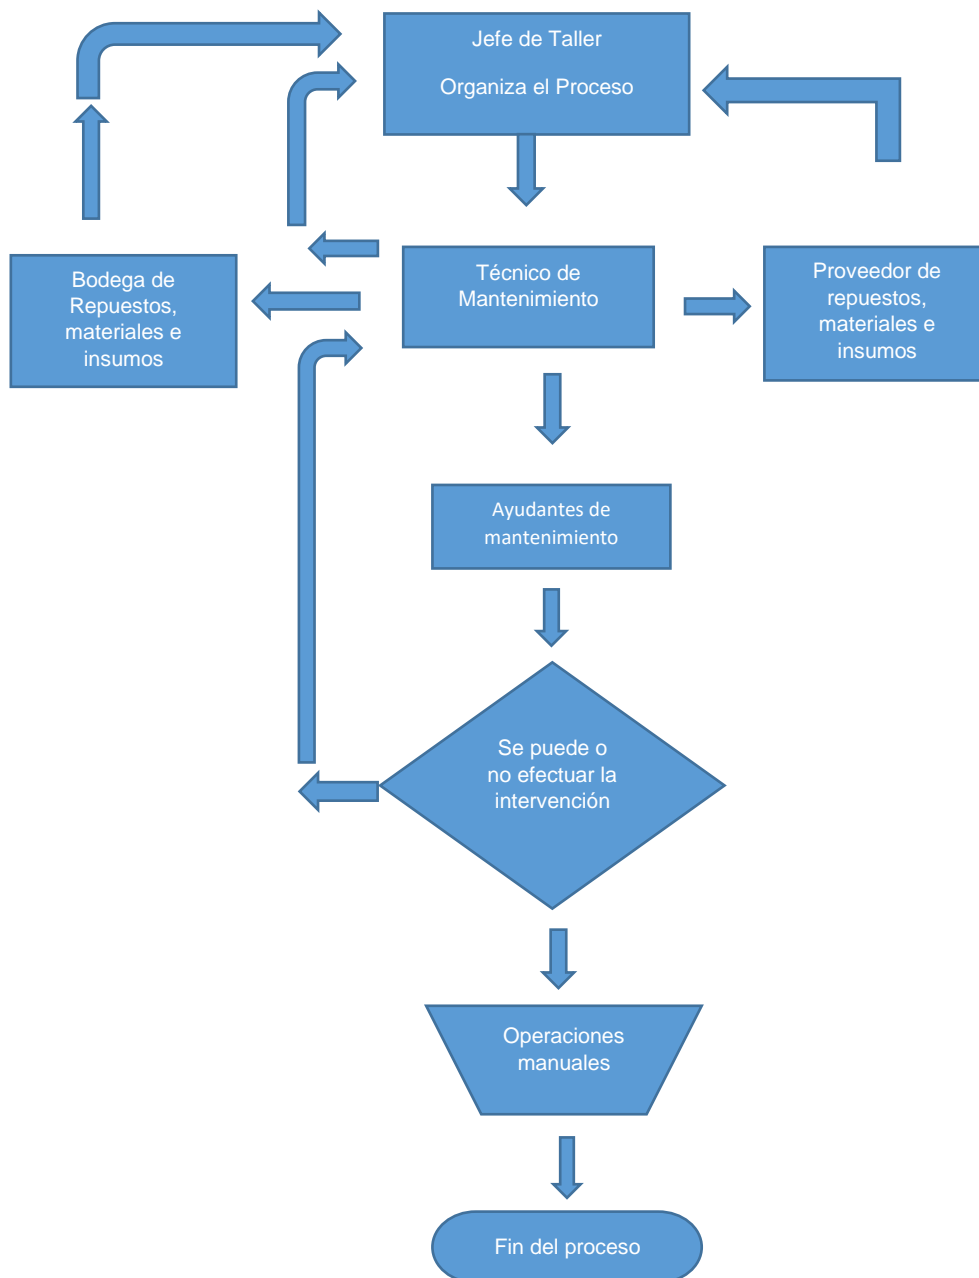 Jefe de Taller
Organiza el Proceso
Bodega de
Repuestos,
materiales e
insumos
Técnico de
Mantenimiento
Proveedor de
repuestos,
materiales e
insumos
Ayudantes de
mantenimiento
Se puede o
no efectuar la
intervención
Operaciones
manuales
Fin del proceso